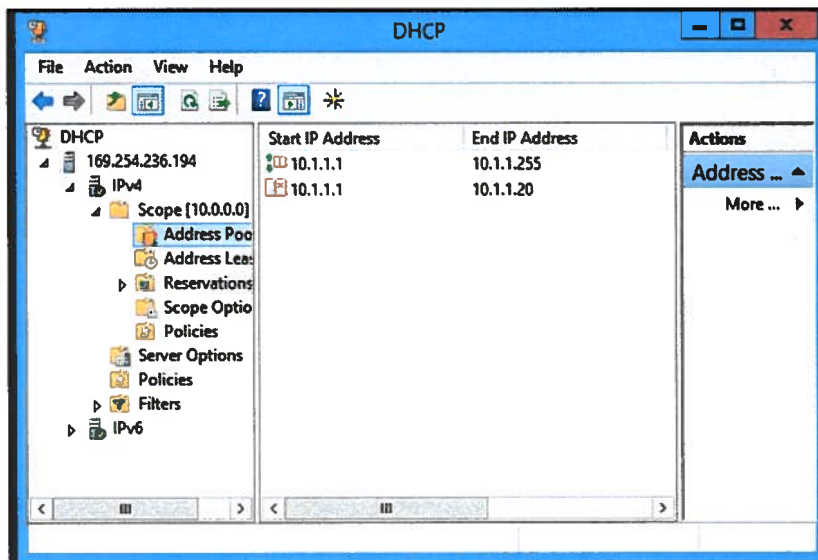 DHCP
File Action View Help
DHCP
169.254.236.194
IPv4
Scope [10.0.0.0]
Address Poo
Address Lea
Reservations
Scope Optio
Policies
Server Options
Policies
Filters
IPv6
Start IP Address End IP Address
10.1.1.1 10.1.1.255
10.1.1.1 10.1.1.20
Actions
Address ...
More ...